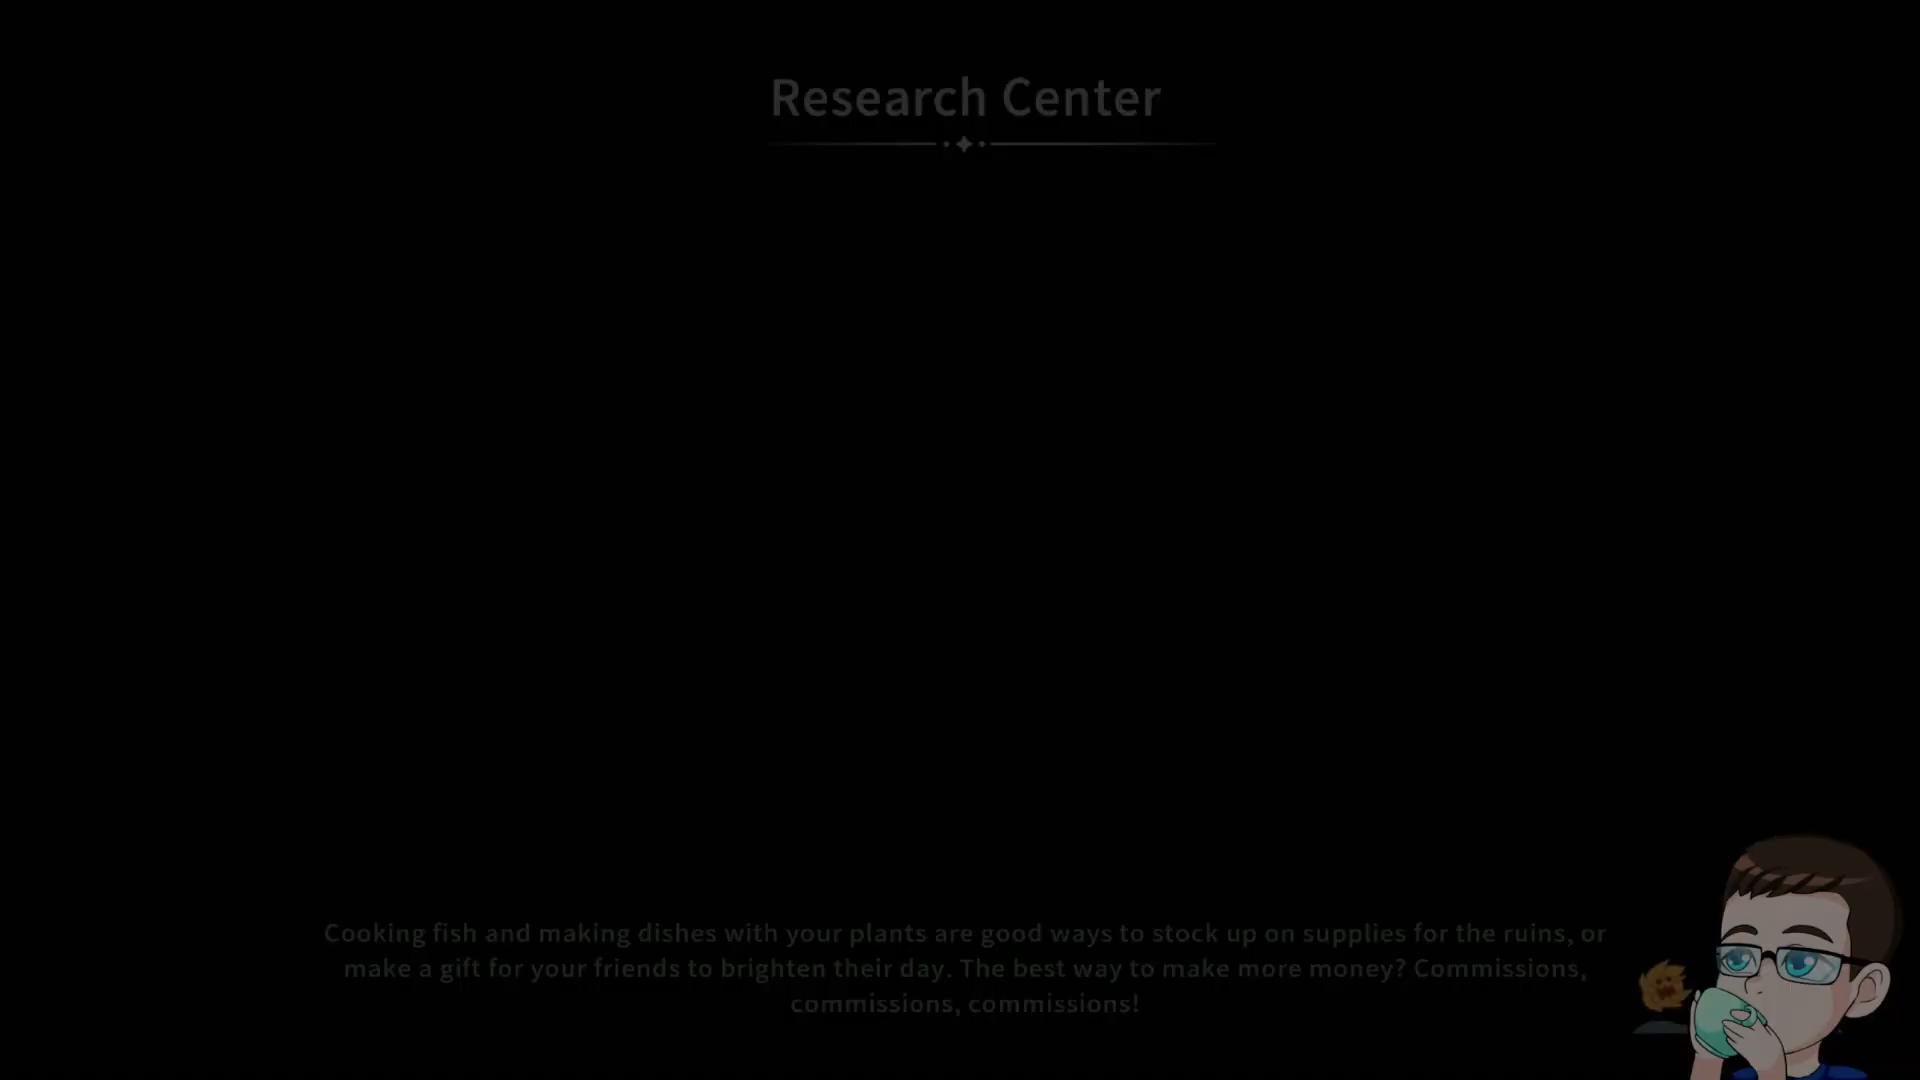 Research Center
Cooking fish and making dishes with your plants are good ways to stock up on supplies for the ruins, or
make a gift for your friends to brighten their day. The best way to make more money? Commissions,
commissions, commissions!